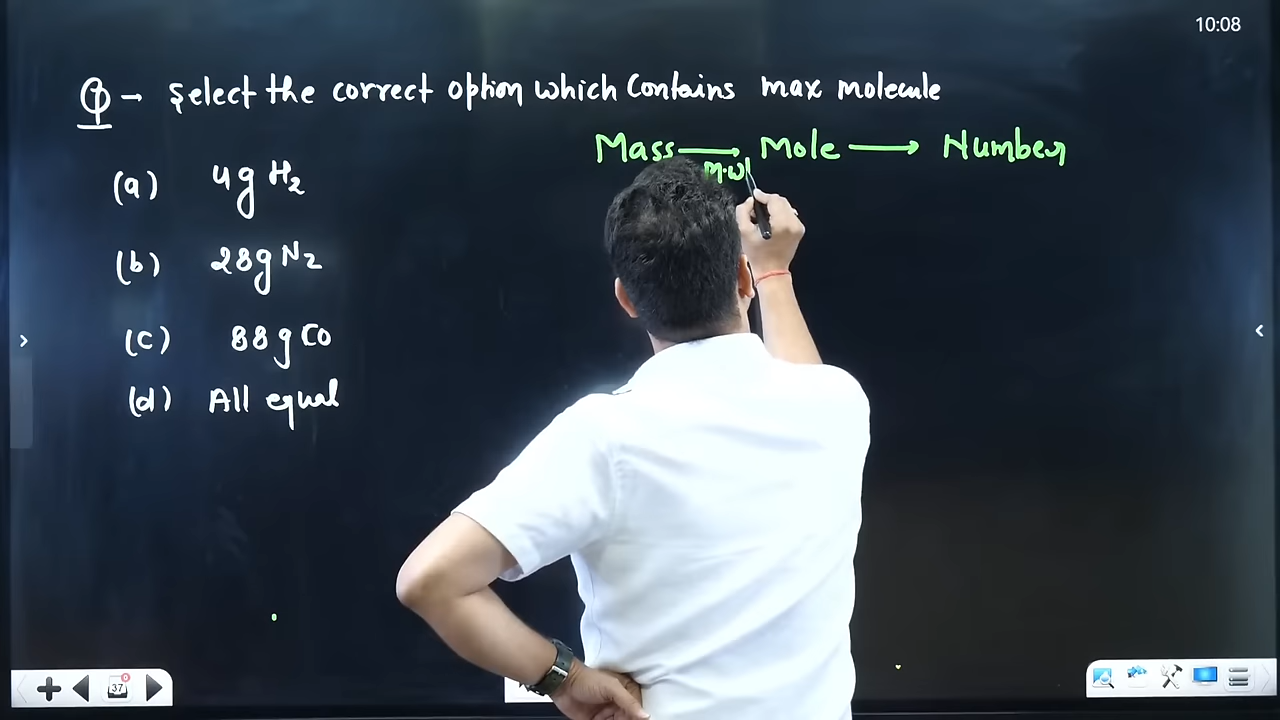 10:08
Q- Select the correct option which Contains max molecule
Mass → Mole → Number
M.w
(a) 4g H2
(b) 28g N2
(c) 88g CO
(d) All equal
37